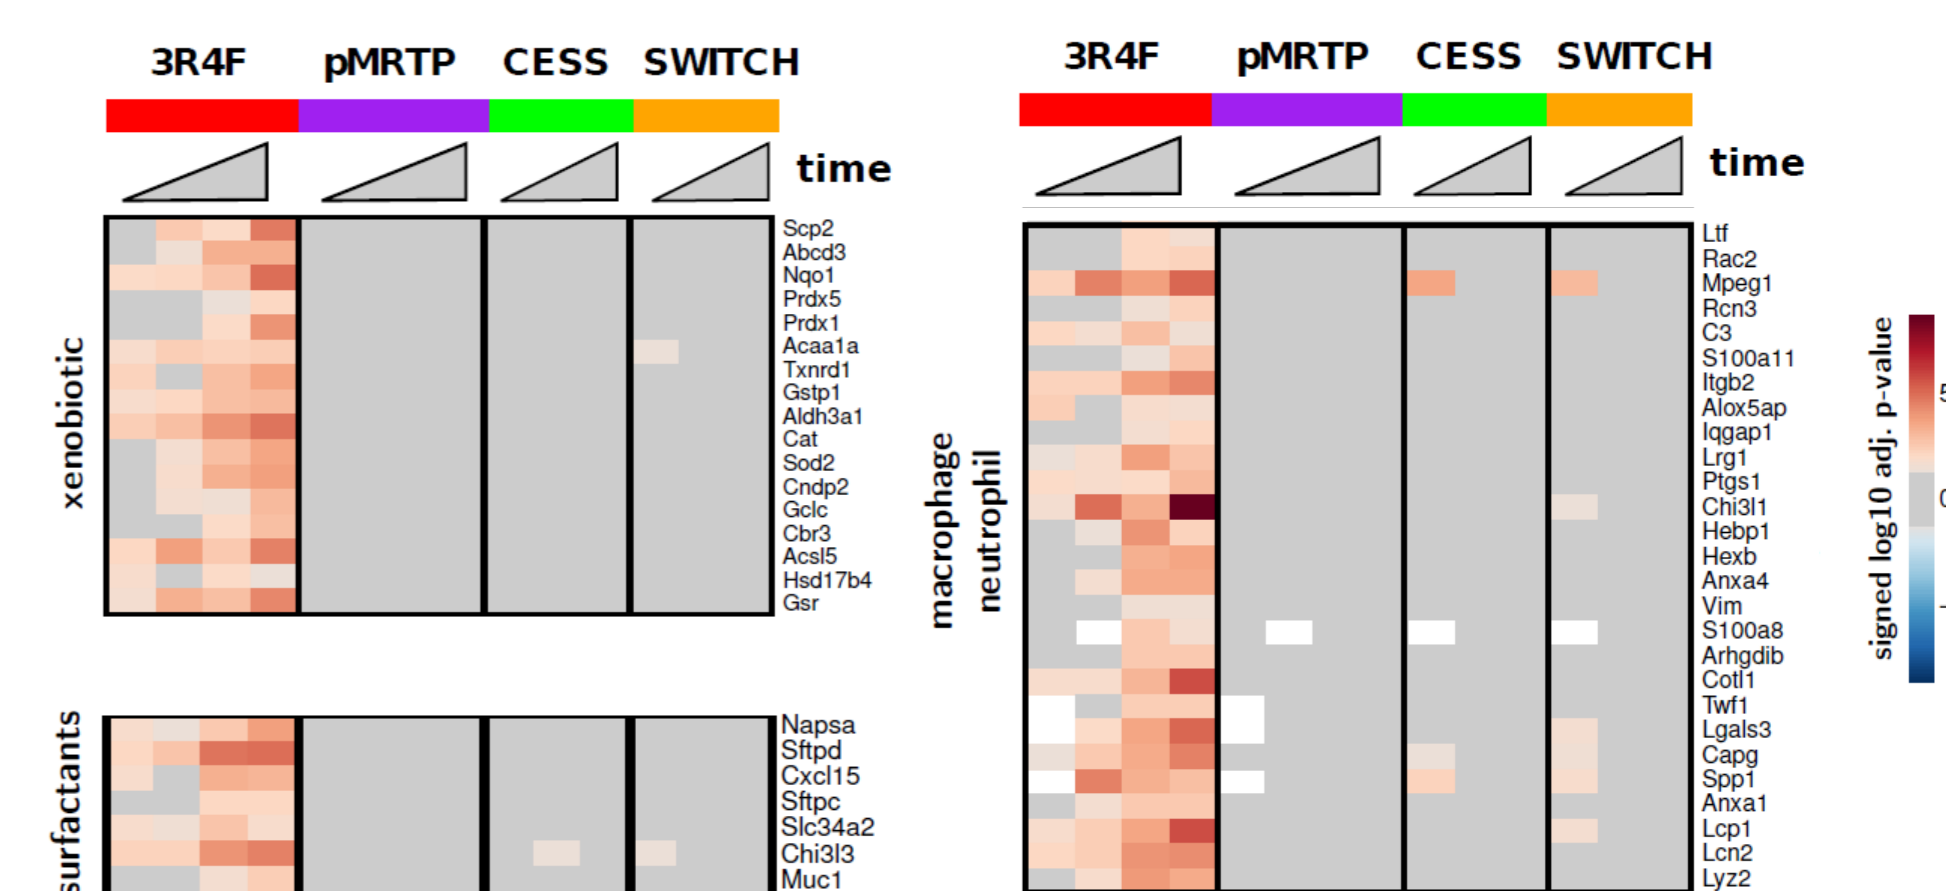 3R4F pMRTP CESS SWITCH
time
xenobiotic
Scp2
Abcd3
Nqo1
Prdx5
Prdx1
Acaa1a
Txnrd1
Gstp1
Aldh3a1
Cat
Sod2
Cndp2
Gclc
Cbr3
Acsl5
Hsd17b4
Gsr
surfactants
Napsa
Sftpd
Cxcl15
Sftpc
Slc34a2
Chi3l3
Muc1
3R4F pMRTP CESS SWITCH
time
macrophage
neutrophil
Ltf
Rac2
Mpeg1
Rcn3
C3
S100a11
Itgb2
Alox5ap
Iqgap1
Lrg1
Ptgs1
Chi3l1
Hebp1
Hexb
Anxa4
Vim
S100a8
Arhgdib
Cotl1
Twf1
Lgals3
Capg
Spp1
Anxa1
Lcp1
Lcn2
Lyz2
signed log10 adj. p-value